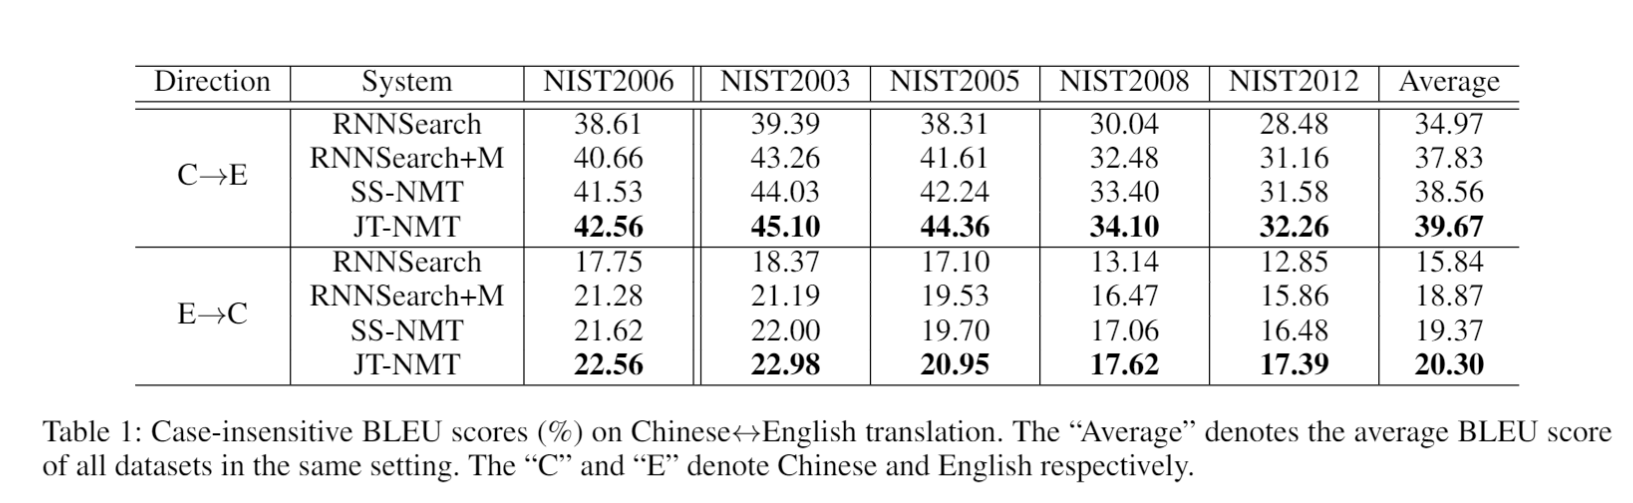 Direction System NIST2006 NIST2003 NIST2005 NIST2008 NIST2012 Average
RNNSearch 38.61 39.39 38.31 30.04 28.48 34.97
RNNSearch+M 40.66 43.26 41.61 32.48 31.16 37.83
C→E
SS-NMT 41.53 44.03 42.24 33.40 31.58 38.56
JT-NMT 42.56 45.10 44.36 34.10 32.26 39.67
RNNSearch 17.75 18.37 17.10 13.14 12.85 15.84
RNNSearch+M 21.28 21.19 19.53 16.47 15.86 18.87
E→C
SS-NMT 21.62 22.00 19.70 17.06 16.48 19.37
JT-NMT 22.56 22.98 20.95 17.62 17.39 20.30
Table 1: Case-insensitive BLEU scores (%) on Chinese↔English translation. The “Average” denotes the average BLEU score
of all datasets in the same setting. The “C” and “E” denote Chinese and English respectively.